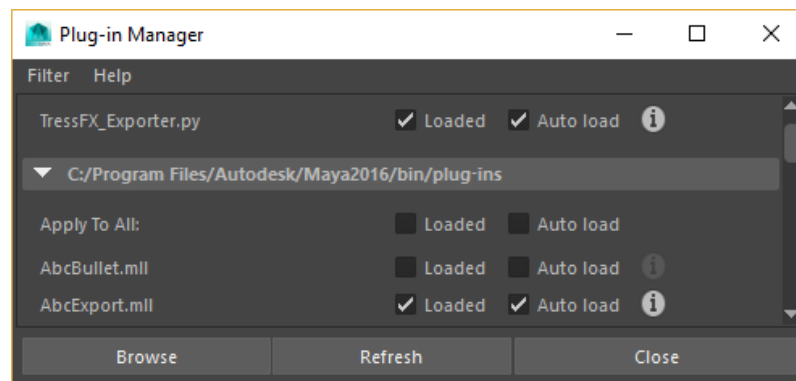 Plug-in Manager
Filter Help
TressFX_Exporter.py Loaded Auto load
C:/Program Files/Autodesk/Maya2016/bin/plug-ins
Apply To All: Loaded Auto load
AbcBullet.mll Loaded Auto load
AbcExport.mll Loaded Auto load
Browse Refresh Close